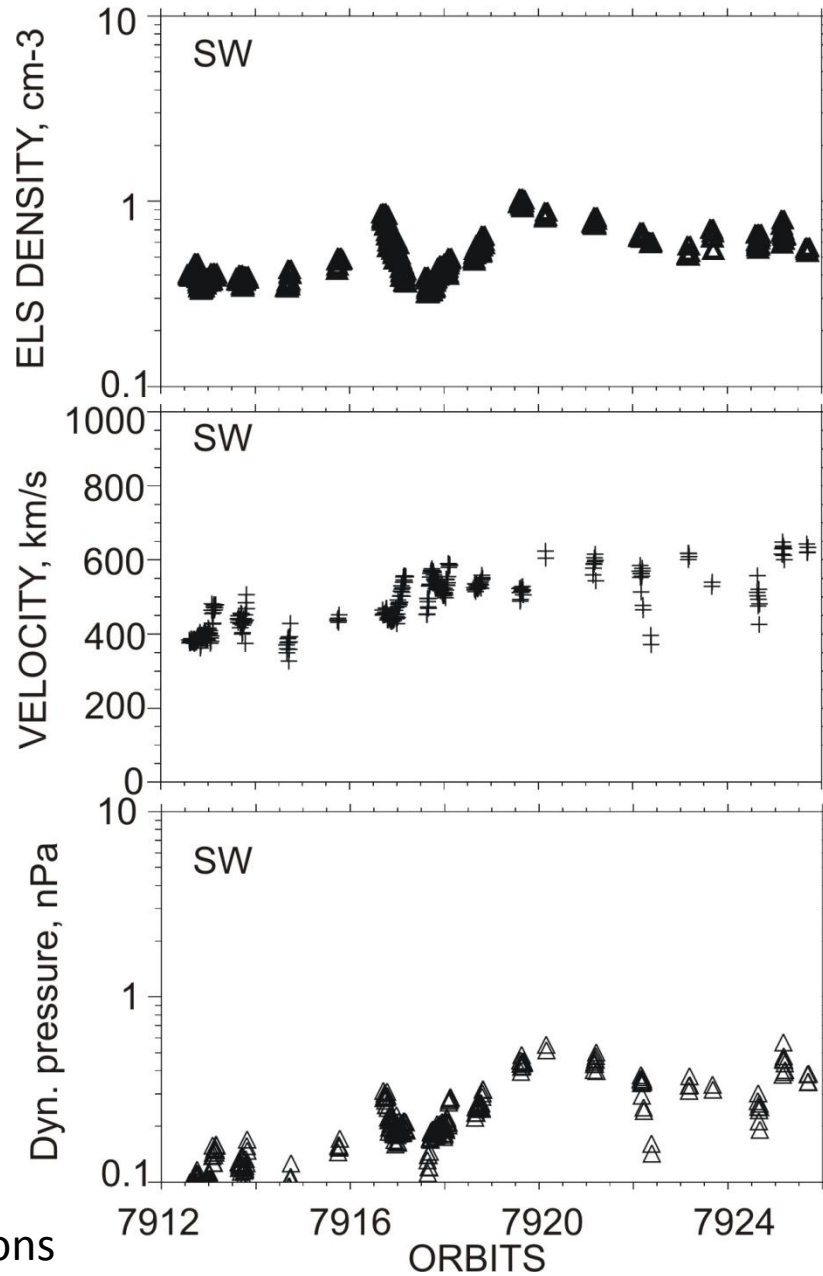 ELS DENSITY, cm-3
10
1
0.1
SW
VELOCITY, km/s
1000
800
600
400
200
0
SW
Dyn. pressure, nPa
10
1
0.1
SW
7912
7916
7920
7924
ORBITS
ons